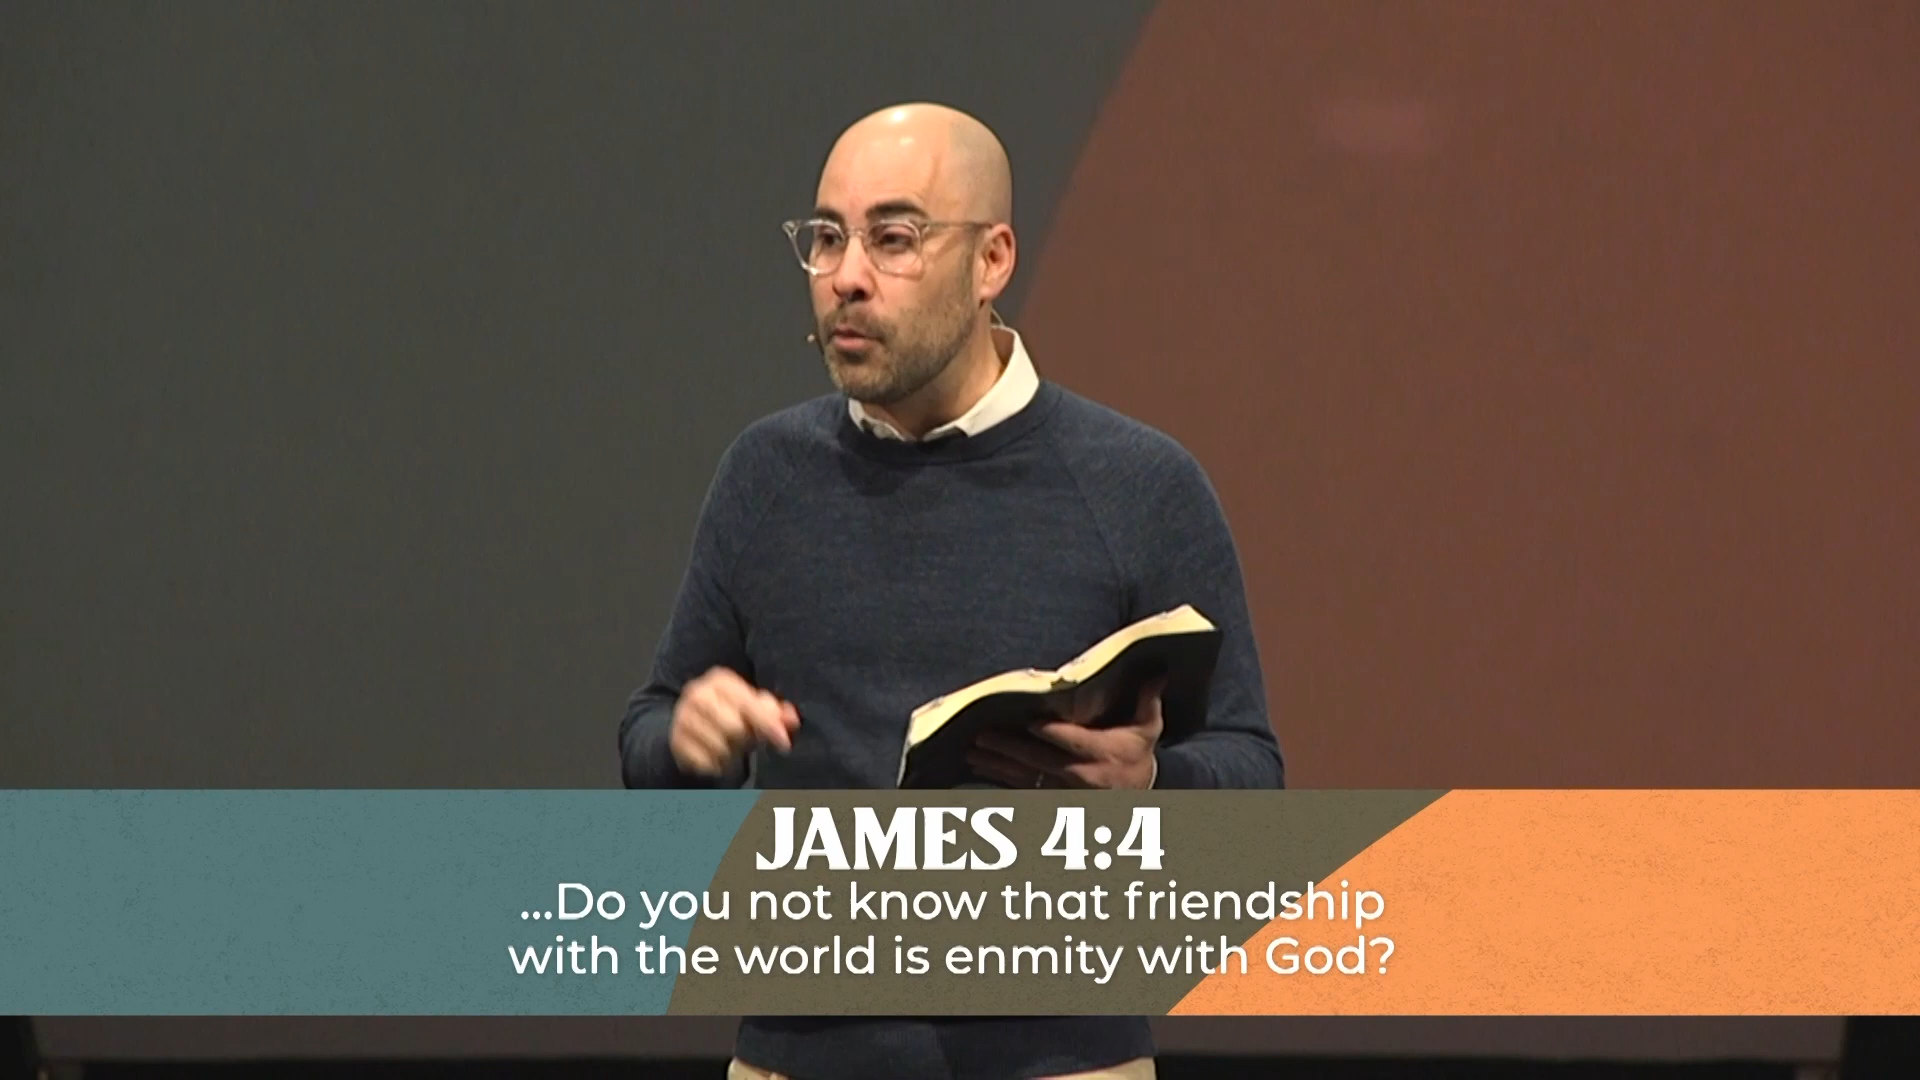 JAMES 4:4
...Do you not know that friendship
with the world is enmity with God?